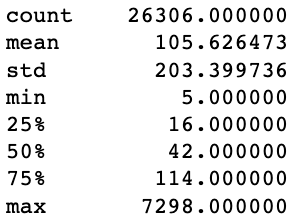 count 26306.000000
mean 105.626473
std 203.399736
min 5.000000
25% 16.000000
50% 42.000000
75% 114.000000
max 7298.000000